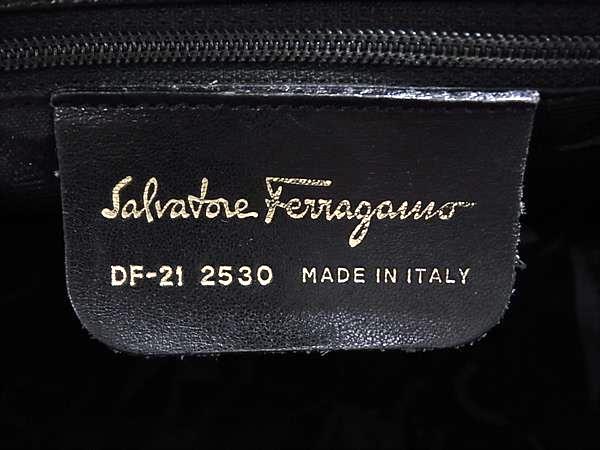 Salvatore Ferragamo
DF-21 2530 MADE IN ITALY